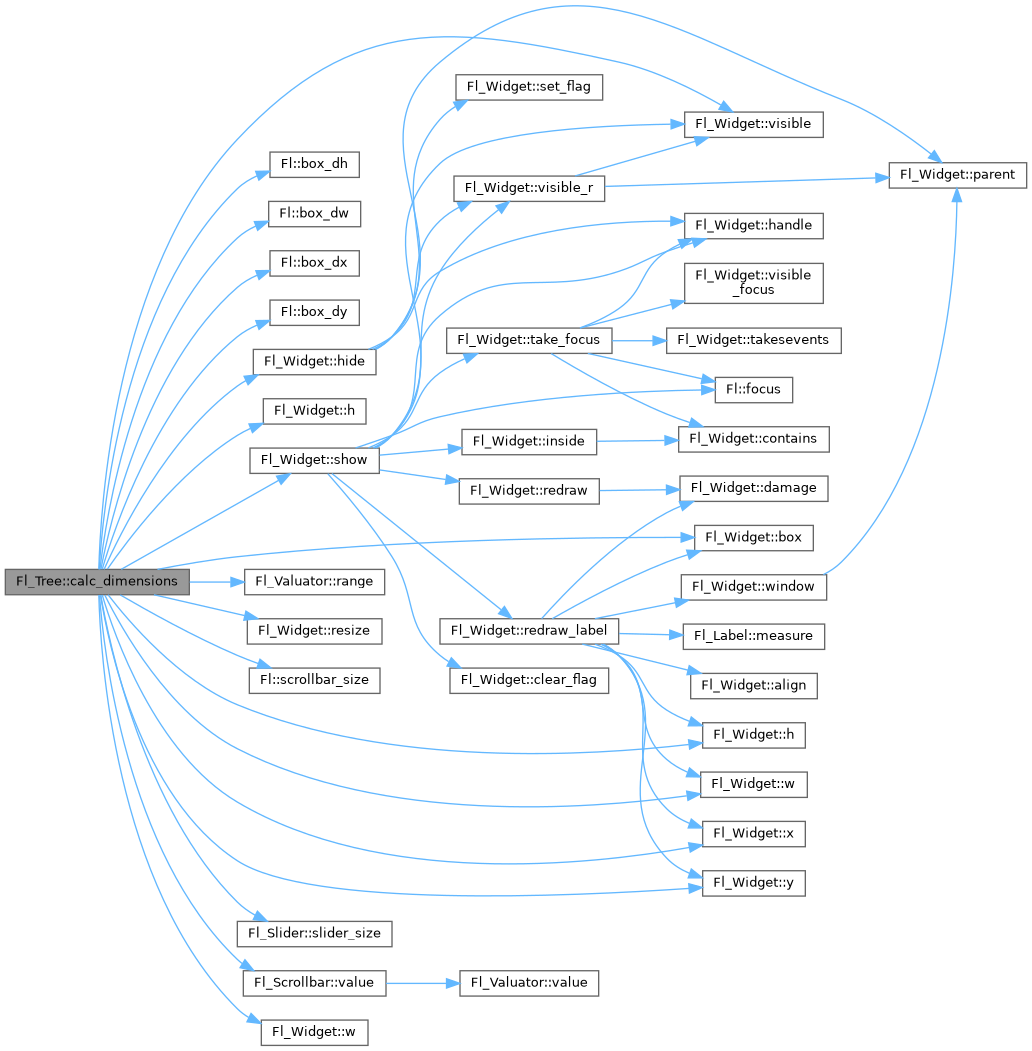 Fl_Tree::calc_dimensions
Fl::box_dh
Fl::box_dw
Fl::box_dx
Fl::box_dy
Fl_Widget::hide
Fl_Widget::h
Fl_Widget::show
Fl_Valuator::range
Fl_Widget::resize
Fl::scrollbar_size
Fl_Slider::slider_size
Fl_Scrollbar::value
Fl_Widget::w
Fl_Widget::set_flag
Fl_Widget::visible_r
Fl_Widget::take_focus
Fl_Widget::inside
Fl_Widget::redraw
Fl_Widget::redraw_label
Fl_Widget::clear_flag
Fl_Valuator::value
Fl_Widget::visible
Fl_Widget::handle
Fl_Widget::visible
_focus
Fl_Widget::takesevents
Fl::focus
Fl_Widget::contains
Fl_Widget::damage
Fl_Widget::box
Fl_Widget::window
Fl_Label::measure
Fl_Widget::align
Fl_Widget::h
Fl_Widget::w
Fl_Widget::x
Fl_Widget::y
Fl_Widget::parent